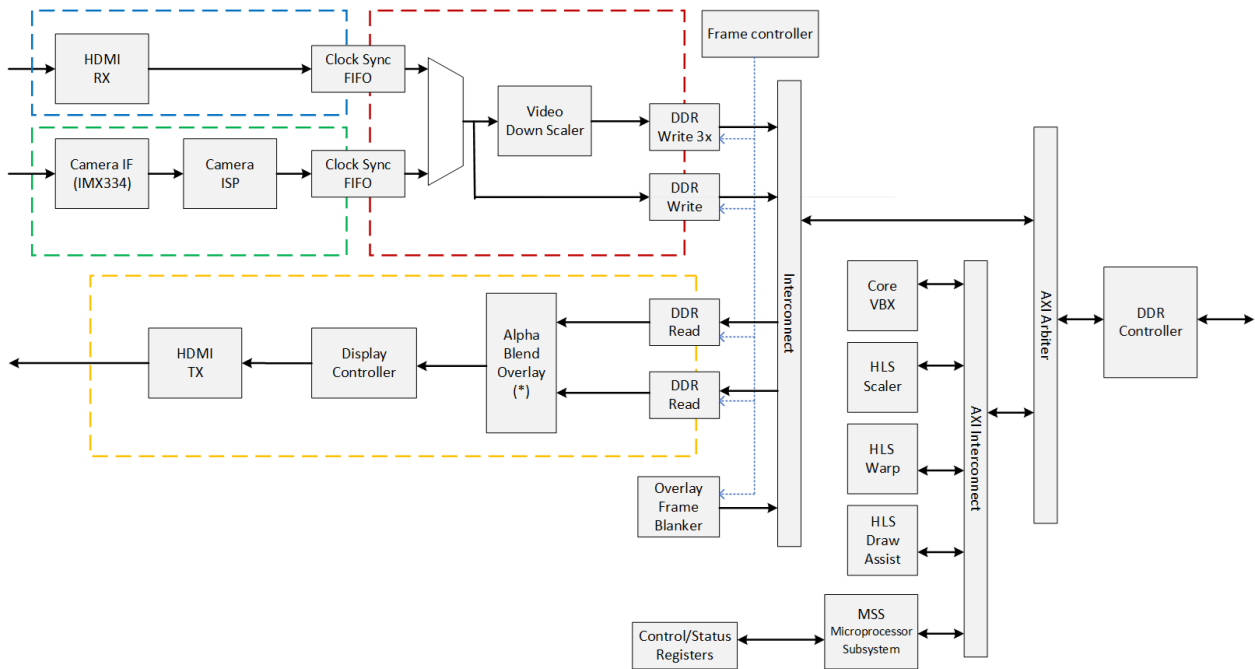 Frame controller
HDMI
RX
Clock Sync
FIFO
Video
Down Scaler
DDR
Write 3x
Camera IF
(IMX334)
Camera
ISP
Clock Sync
FIFO
DDR
Write
Interconnect
AXI Arbiter
Core
VBX
DDR
Controller
HDMI
TX
Display
Controller
Alpha
Blend
Overlay
(*)
DDR
Read
DDR
Read
HLS
Scaler
AXI Interconnect
HLS
Warp
Overlay
Frame
Blanker
HLS
Draw
Assist
Control/Status
Registers
MSS
Microprocessor
Subsystem